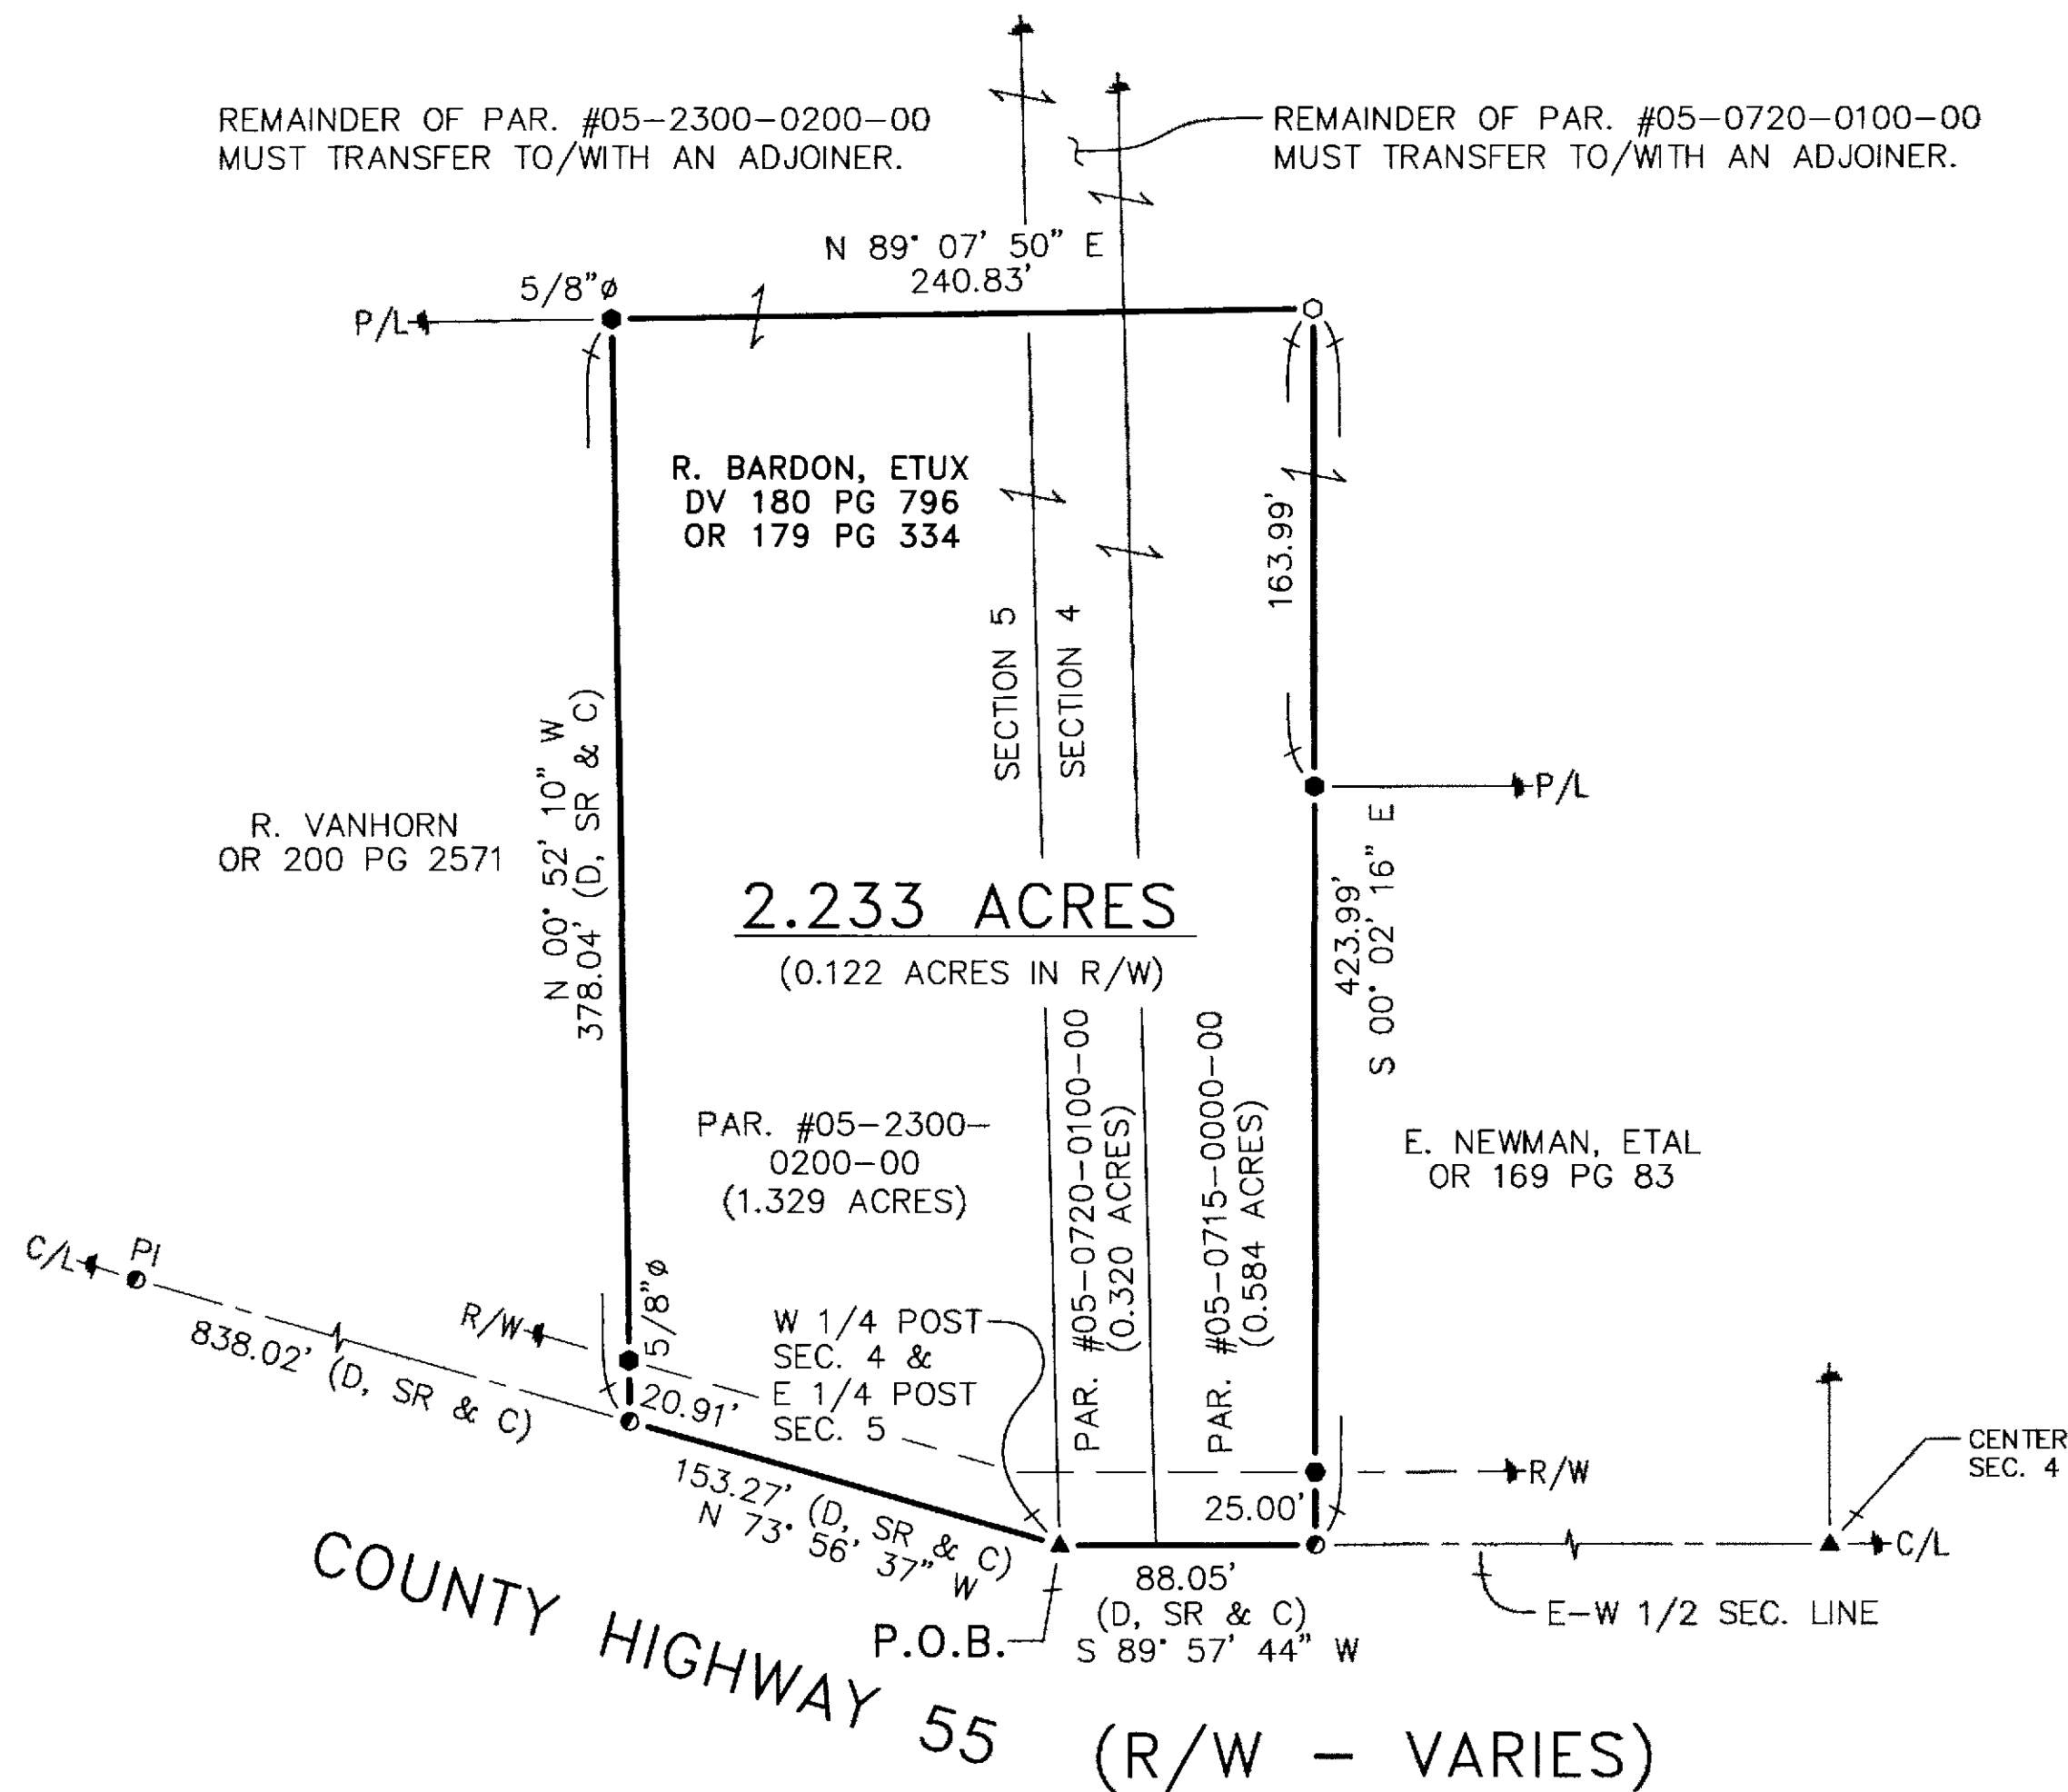 REMAINDER OF PAR. #05-2300-0200-00
MUST TRANSFER TO/WITH AN ADJOINER.
REMAINDER OF PAR. #05-0720-0100-00
MUST TRANSFER TO/WITH AN ADJOINER.
N 89° 07' 50" E
240.83'
5/8"ø
P/L
R. BARDON, ETUX
DV 180 PG 796
OR 179 PG 334
163.99'
SECTION 5
SECTION 4
P/L
N 00° 52' 10" W
378.04' (D, SR & C)
R. VANHORN
OR 200 PG 2571
2.233 ACRES
(0.122 ACRES IN R/W)
423.99'
S 00° 02' 16" E
PAR. #05-2300-
0200-00
(1.329 ACRES)
PAR. #05-0720-0100-00
(0.320 ACRES)
PAR. #05-0715-0000-00
(0.584 ACRES)
E. NEWMAN, ETAL
OR 169 PG 83
C/L
PI
838.02' (D, SR & C)
R/W
5/8"ø
20.91'
W 1/4 POST
SEC. 4 &
E 1/4 POST
SEC. 5
153.27' (D, SR & C)
N 73° 56' 37" W
25.00'
R/W
CENTER
SEC. 4
C/L
88.05'
(D, SR & C)
S 89° 57' 44" W
E-W 1/2 SEC. LINE
P.O.B.
COUNTY HIGHWAY 55 (R/W - VARIES)